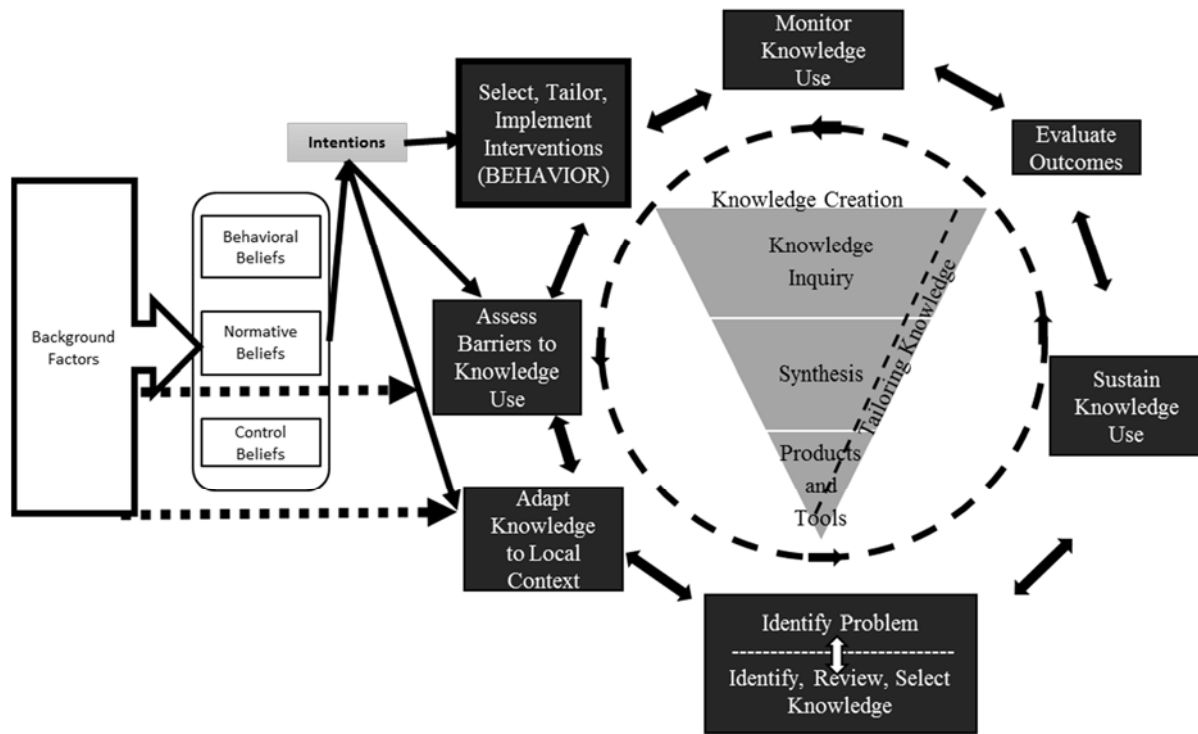 Monitor
Knowledge
Use
Select, Tailor,
Implement
Interventions
(BEHAVIOR)
Evaluate
Outcomes
Intentions
Background
Factors
Behavioral
Beliefs
Normative
Beliefs
Control
Beliefs
Assess
Barriers to
Knowledge
Use
Adapt
Knowledge
to Local
Context
Knowledge Creation
Knowledge
Inquiry
Synthesis
Products
and
Tools
Tailoring Knowledge
Sustain
Knowledge
Use
Identify Problem
Identify, Review, Select
Knowledge